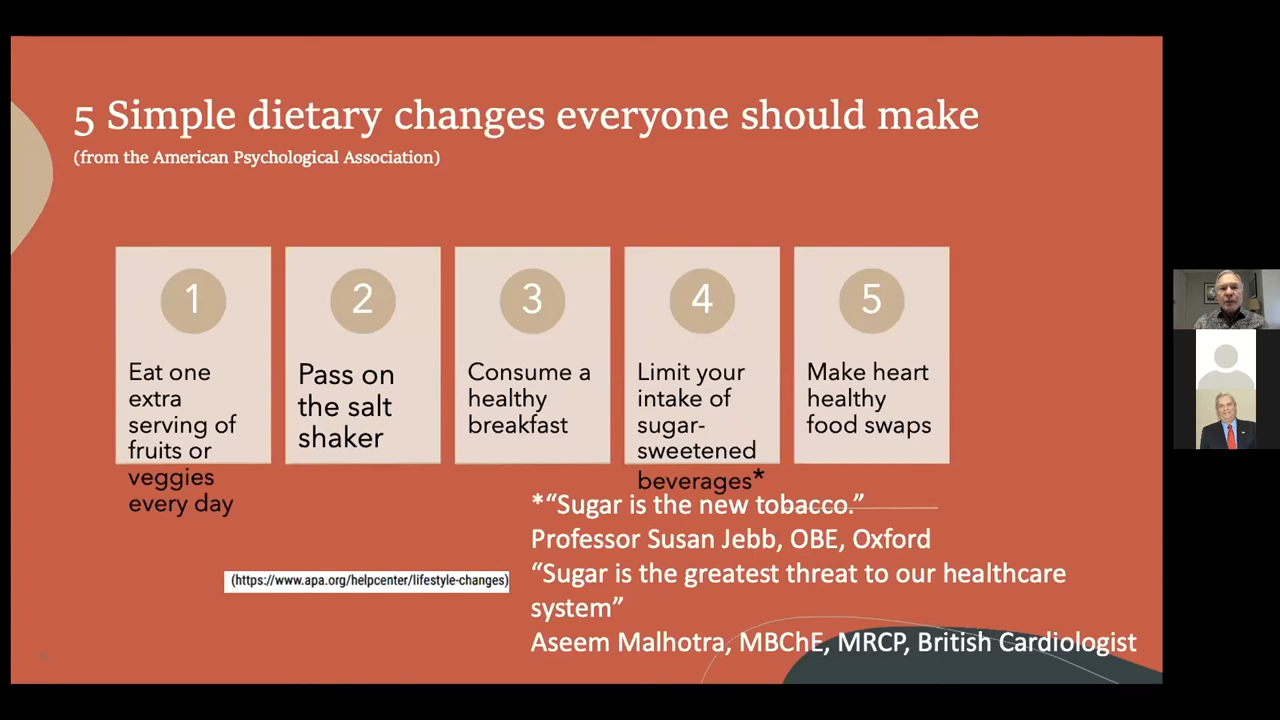 5 Simple dietary changes everyone should make
(from the American Psychological Association)
1
Eat one
extra
serving of
fruits or
veggies
every day
2
Pass on
the salt
shaker
3
Consume a
healthy
breakfast
4
Limit your
intake of
sugar-
sweetened
beverages*
5
Make heart
healthy
food swaps
*“Sugar is the new tobacco.”
Professor Susan Jebb, OBE, Oxford
“Sugar is the greatest threat to our healthcare
system”
Aseem Malhotra, MBChE, MRCP, British Cardiologist
(https://www.apa.org/helpcenter/lifestyle-changes)